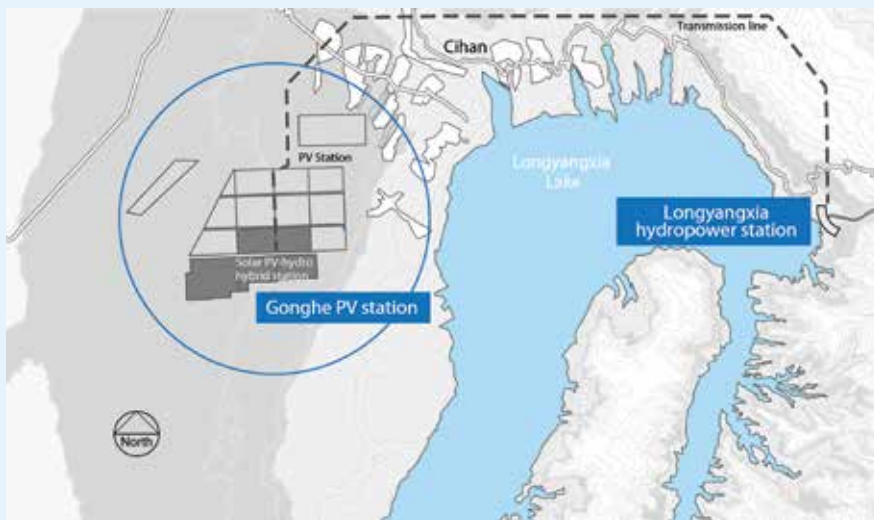 Transmission line
Cihan
PV Station
Longyangxia
Lake
Longyangxia
hydropower station
Solar PV-hydro
hybrid station
Gonghe PV station
North